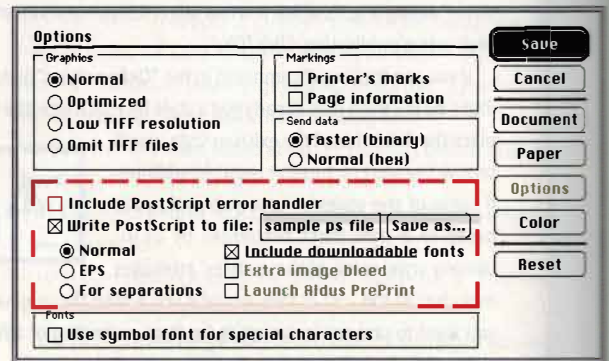 Options
Graphics
Normal
Optimized
Low TIFF resolution
Omit TIFF files
Markings
Printer's marks
Page information
Send data
Faster (binary)
Normal (hex)
Include PostScript error handler
Write PostScript to file: sample ps file Save as...
Normal
EPS
For separations
Include downloadable fonts
Extra image bleed
Launch Aldus PrePrint
Fonts
Use symbol font for special characters
Save
Cancel
Document
Paper
Options
Color
Reset